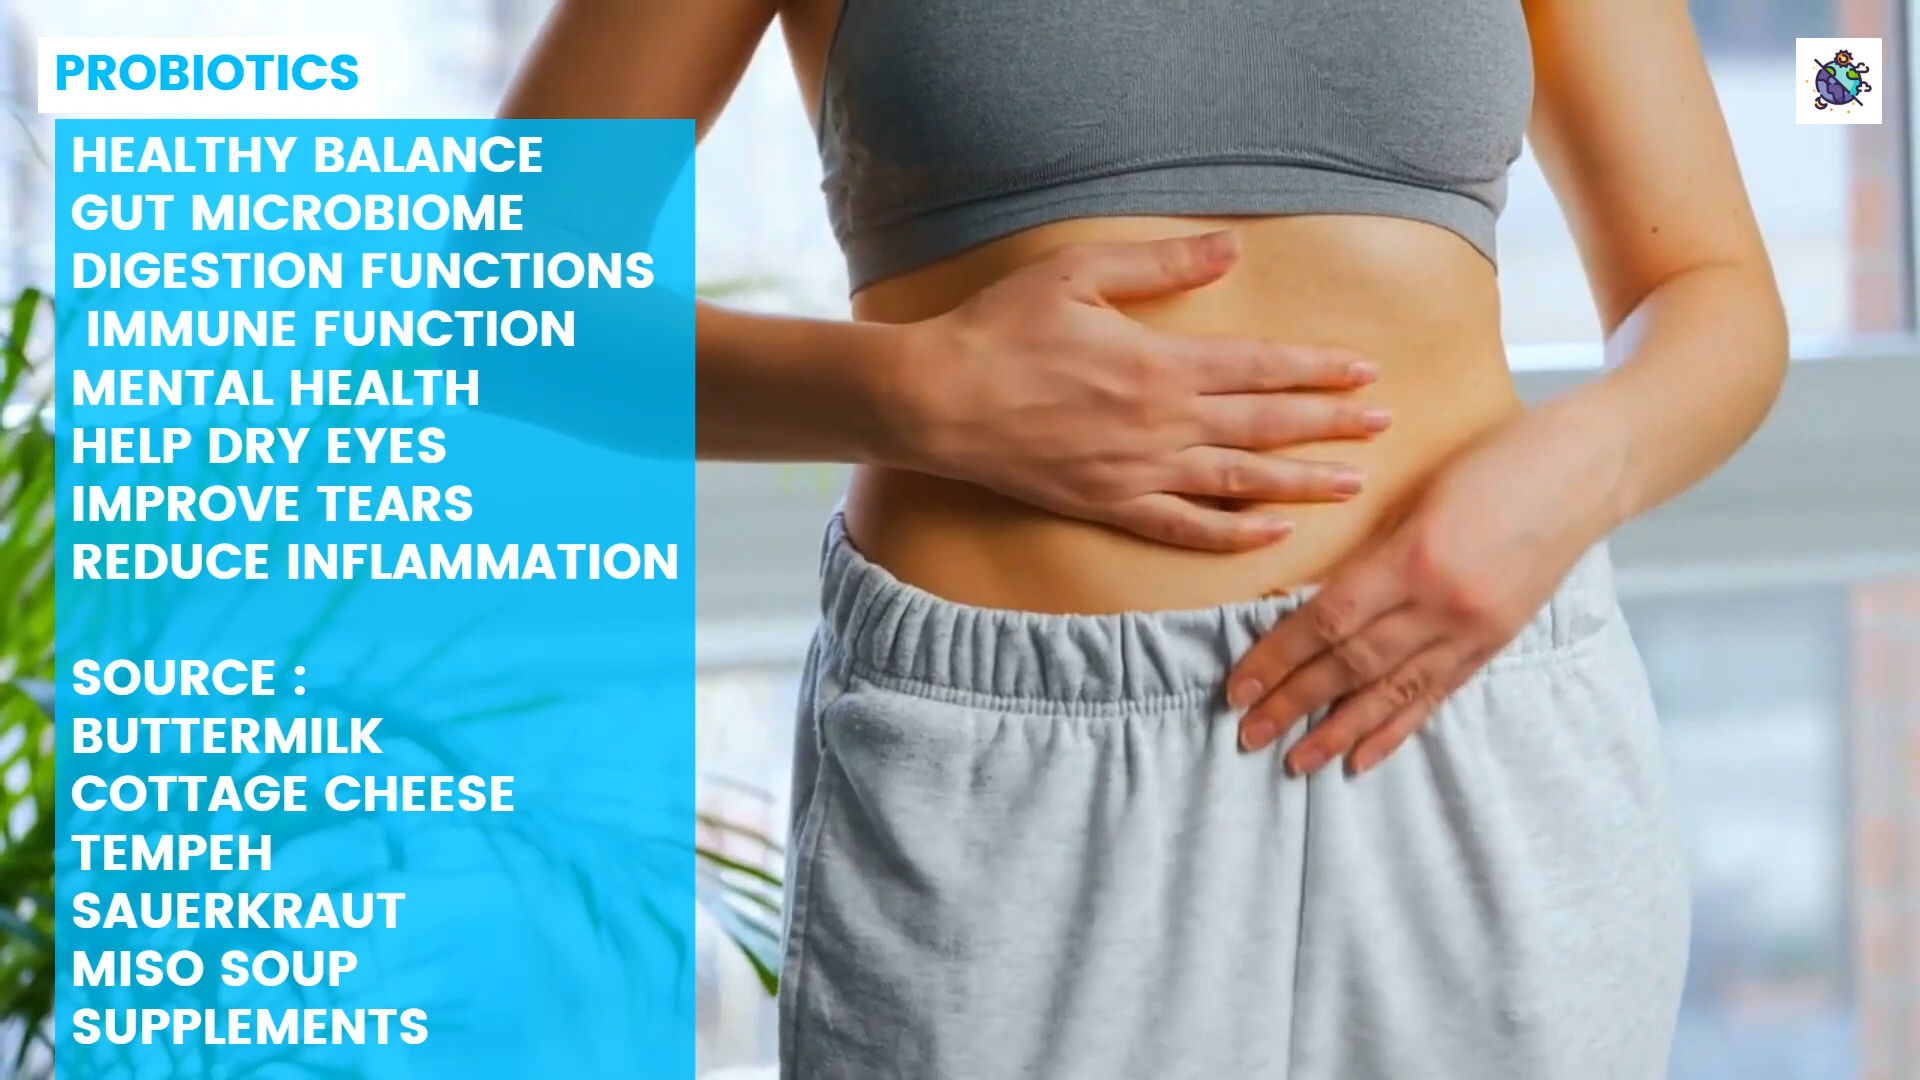 PROBIOTICS
HEALTHY BALANCE
GUT MICROBIOME
DIGESTION FUNCTIONS
IMMUNE FUNCTION
MENTAL HEALTH
HELP DRY EYES
IMPROVE TEARS
REDUCE INFLAMMATION
SOURCE :
BUTTERMILK
COTTAGE CHEESE
TEMPEH
SAUERKRAUT
MISO SOUP
SUPPLEMENTS